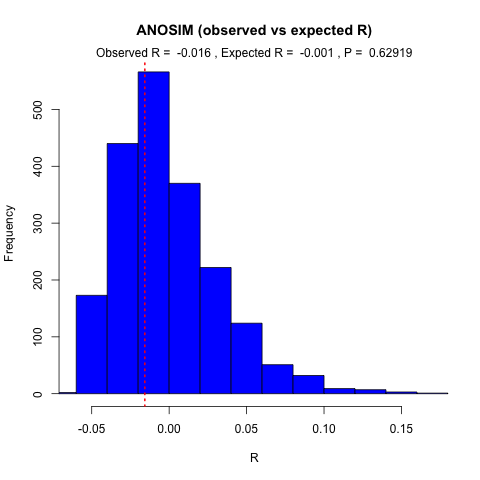 ANOSIM (observed vs expected R)
Observed R =  -0.016 , Expected R =  -0.001 , P =  0.62919
Frequency
500
400
300
200
100
0
-0.05 0.00 0.05 0.10 0.15
R